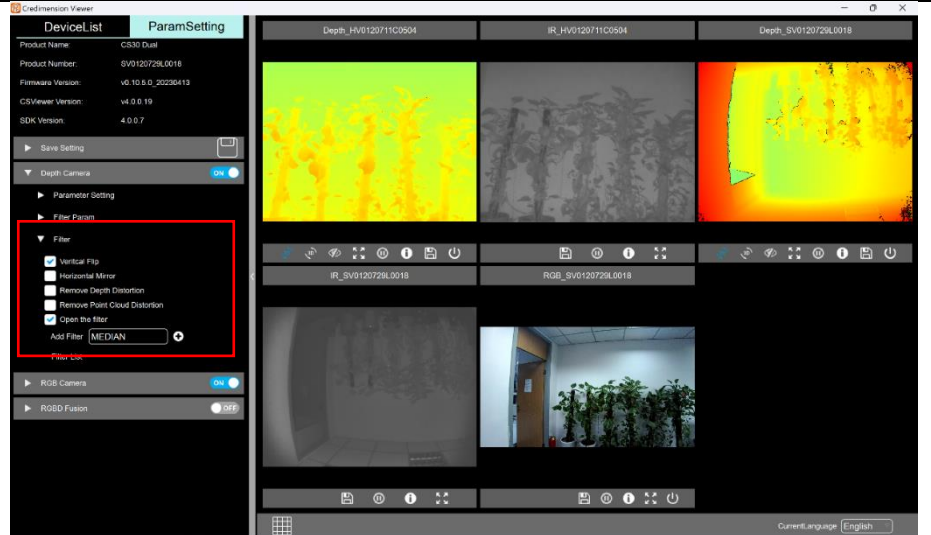 Credimension Viewer
DeviceList
ParamSetting
Product Name: CS30 Dual
Product Number: SV0120729L0018
Firmware Version: v0.10.5.0_20230413
CSViewer Version: v4.0.0.19
SDK Version: 4.0.0.7
Save Setting
Depth Camera ON
Parameter Setting
Filter Param
Filter
Veritcal Flip
Horizontal Mirror
Remove Depth Distortion
Remove Point Cloud Distortion
Open the filter
Add Filter MEDIAN
Filter List
RGB Camera ON
RGBD Fusion OFF
Depth_HV0120711C0504
IR_HV0120711C0504
Depth_SV0120729L0018
IR_SV0120729L0018
RGB_SV0120729L0018
CurrentLanguage English